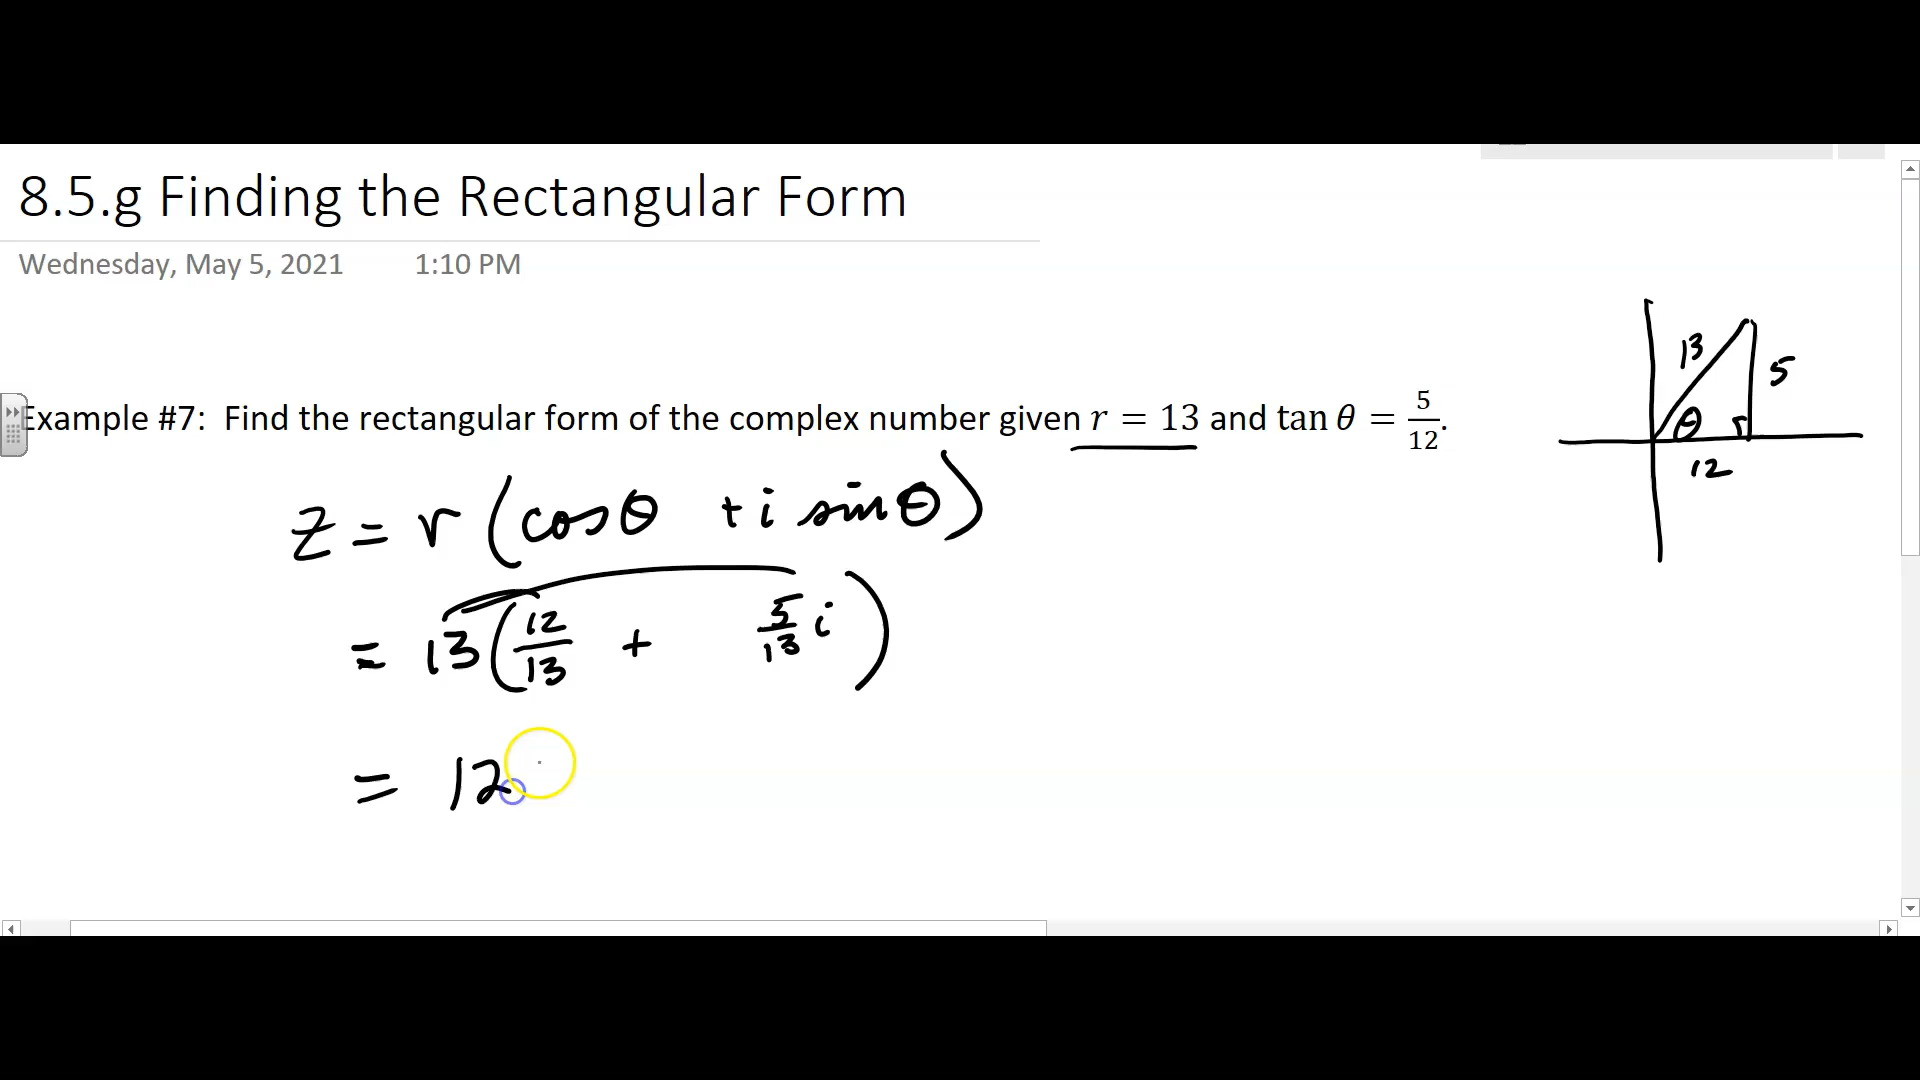 8.5.g Finding the Rectangular Form
Wednesday, May 5, 2021 1:10 PM
Example #7: Find the rectangular form of the complex number given r = 13 and tan θ = 5/12.
13
5
θ
12
z = r (cosθ + i sinθ)
= 13 (12/13 + 5/13 i)
= 12